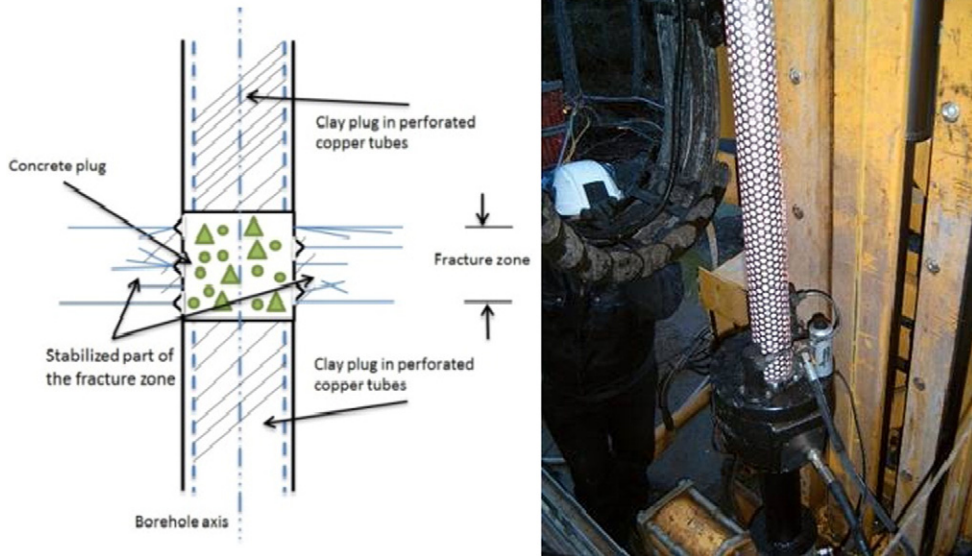 Clay plug in perforated
copper tubes
Concrete plug
Fracture zone
Stabilized part of
the fracture zone
Clay plug in perforated
copper tubes
Borehole axis